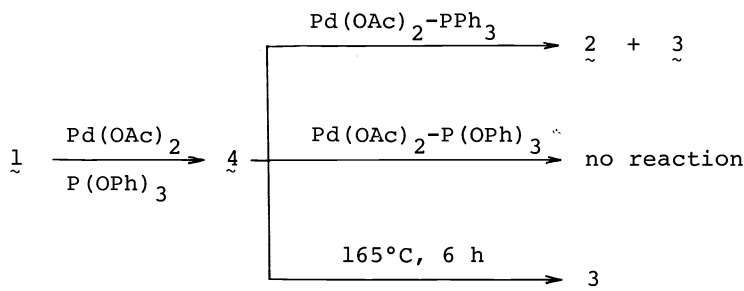 Pd(OAc)2-PPh3
2 + 3
1 Pd(OAc)2 4 Pd(OAc)2-P(OPh)3 no reaction
P(OPh)3
165°C, 6 h
3